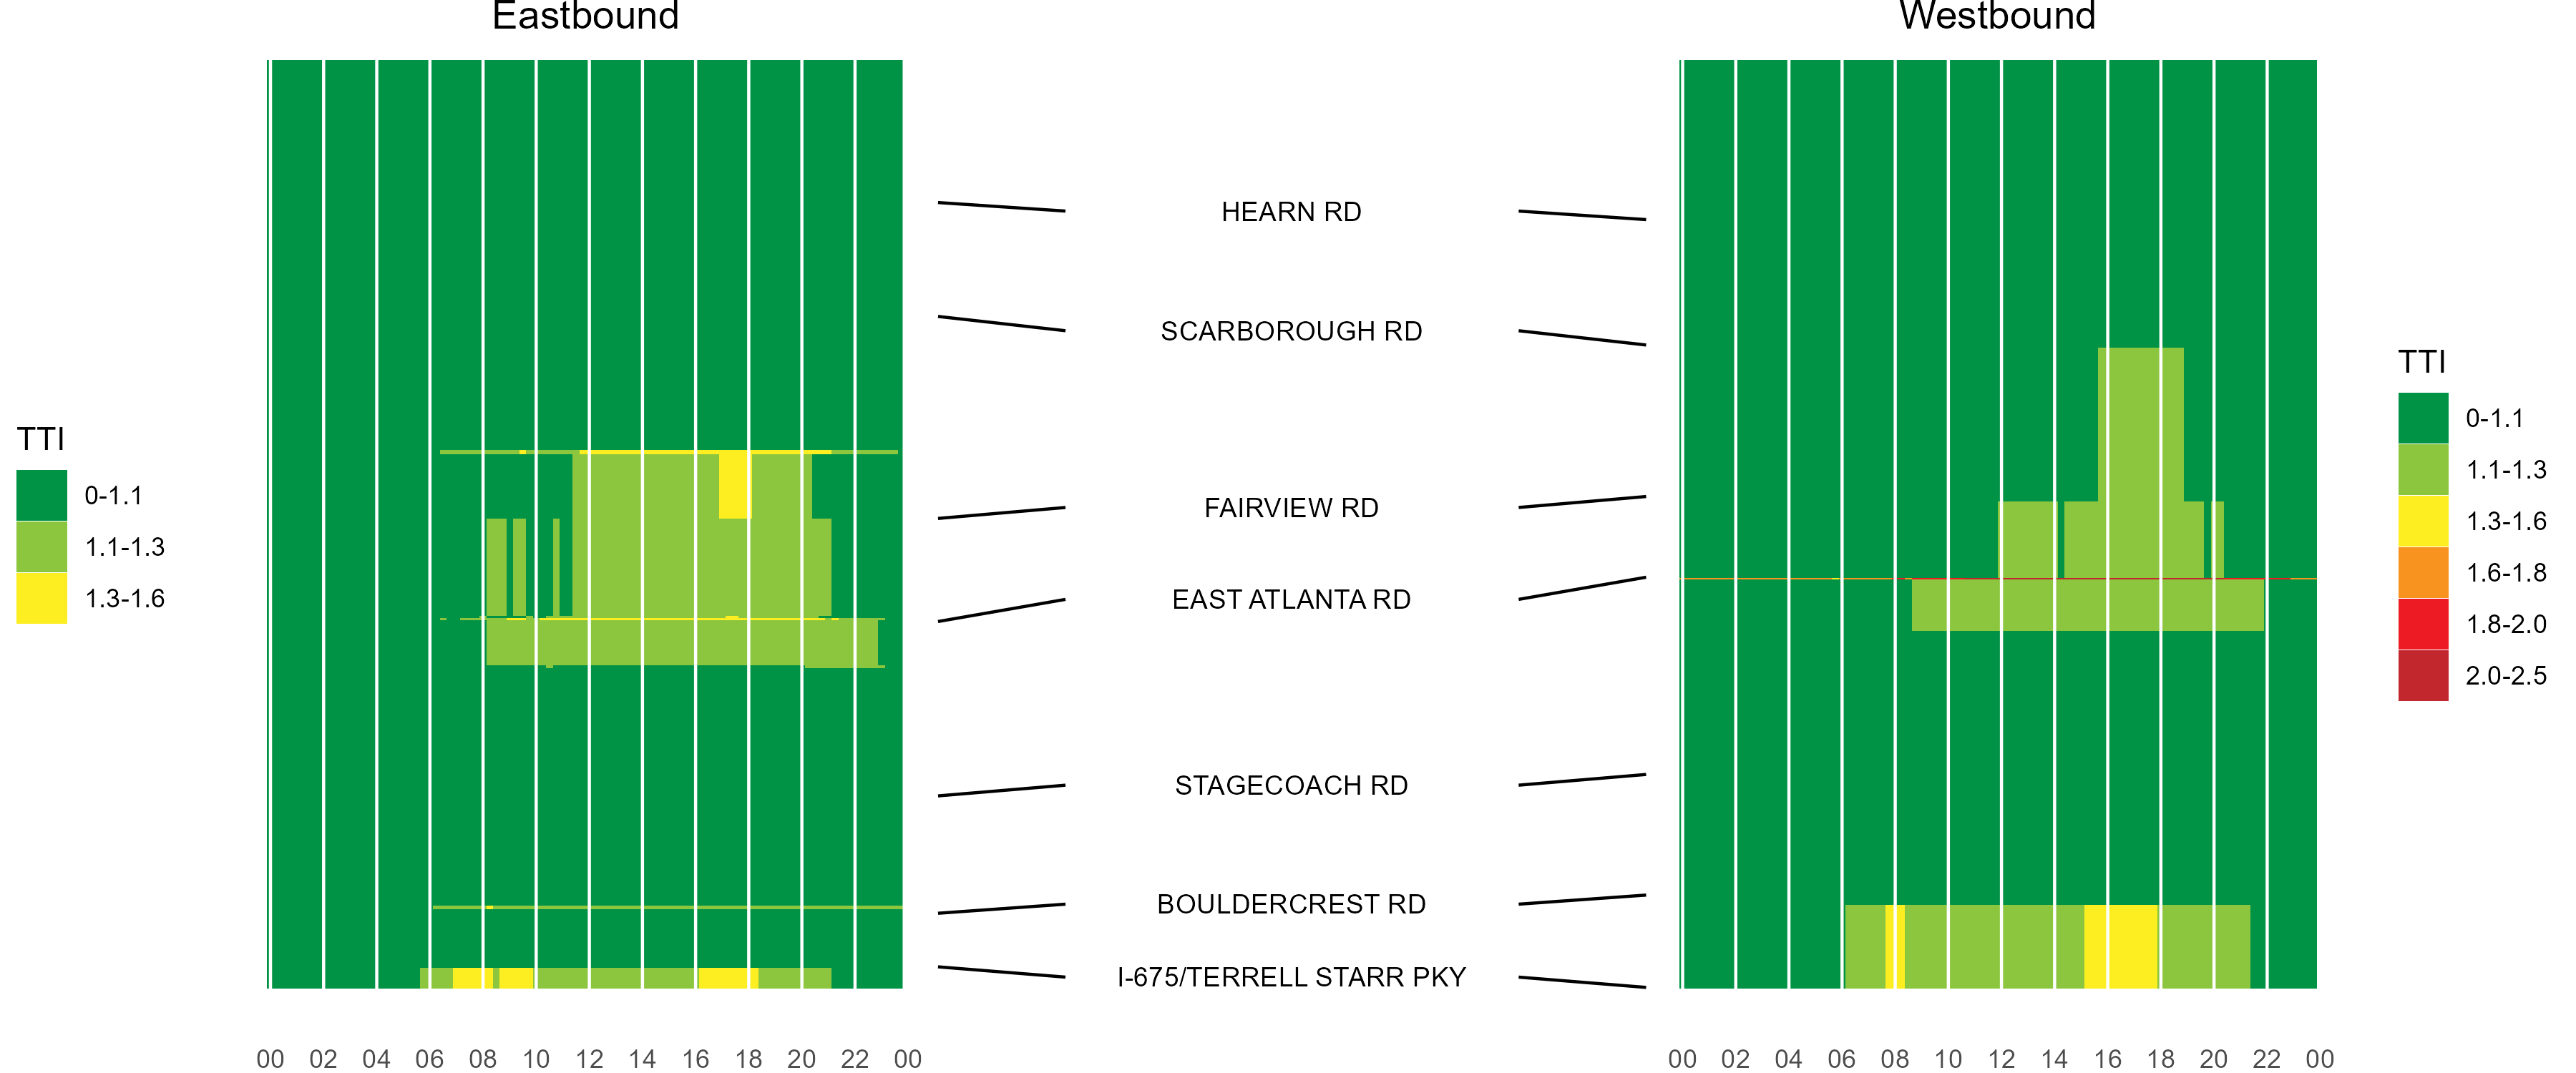 Eastbound
Westbound
HEARN RD
SCARBOROUGH RD
FAIRVIEW RD
EAST ATLANTA RD
STAGECOACH RD
BOULDERCREST RD
I-675/TERRELL STARR PKY
TTI
0-1.1
1.1-1.3
1.3-1.6
TTI
0-1.1
1.1-1.3
1.3-1.6
1.6-1.8
1.8-2.0
2.0-2.5
00 02 04 06 08 10 12 14 16 18 20 22 00
00 02 04 06 08 10 12 14 16 18 20 22 00